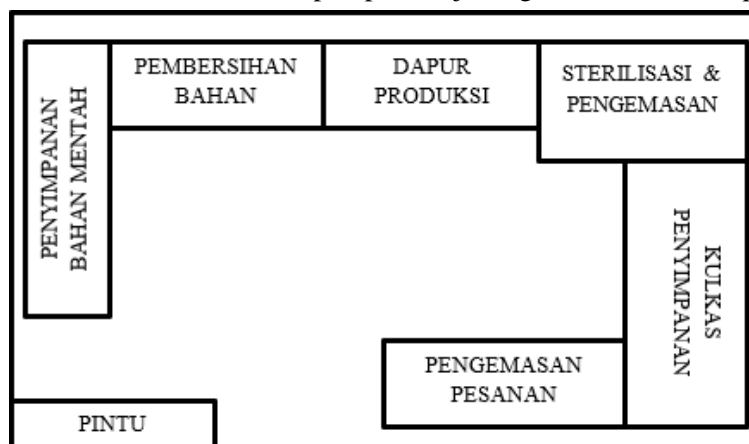 PENYIMPANAN
BAHAN MENTAH
PEMBERSIHAN
BAHAN
DAPUR
PRODUKSI
STERILISASI &
PENGEMASAN
KULKAS
PENYIMPANAN
PENGEMASAN
PESANAN
PINTU